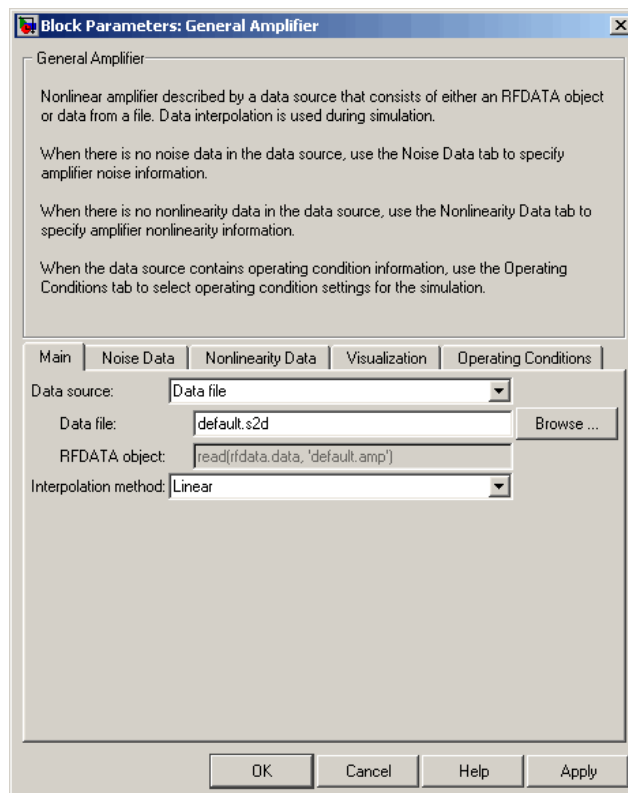 Block Parameters: General Amplifier
General Amplifier
Nonlinear amplifier described by a data source that consists of either an RFDATA object
or data from a file. Data interpolation is used during simulation.
When there is no noise data in the data source, use the Noise Data tab to specify
amplifier noise information.
When there is no nonlinearity data in the data source, use the Nonlinearity Data tab to
specify amplifier nonlinearity information.
When the data source contains operating condition information, use the Operating
Conditions tab to select operating condition settings for the simulation.
Main Noise Data Nonlinearity Data Visualization Operating Conditions
Data source: Data file
Data file: default.s2d Browse ...
RFDATA object: read(rfdata.data, 'default.amp')
Interpolation method: Linear
OK Cancel Help Apply